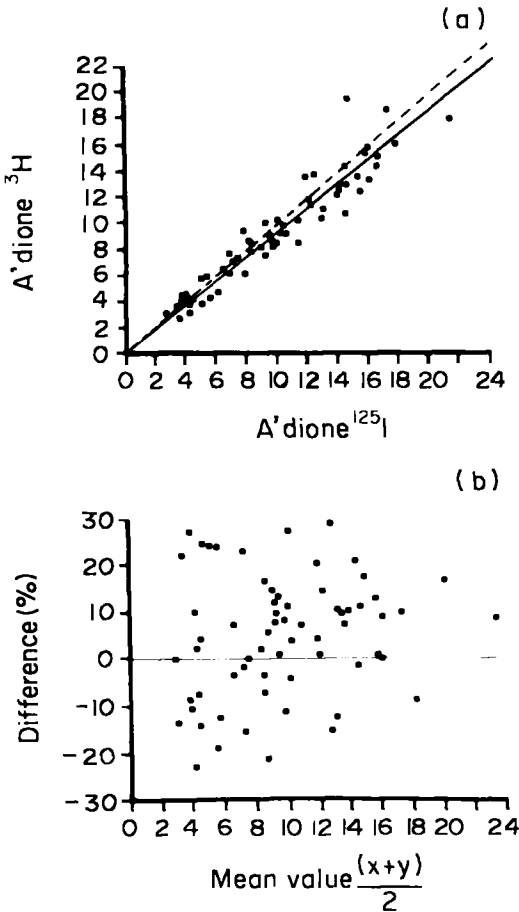 (a)
22
20
18
16
14
12
10
8
6
4
2
0
A'dione ³H
0 2 4 6 8 10 12 14 16 18 20 24
A'dione ¹²⁵I
(b)
30
20
10
0
-10
-20
-30
Difference (%)
0 2 4 6 8 10 12 14 16 18 20 24
Mean value (x+y)
2